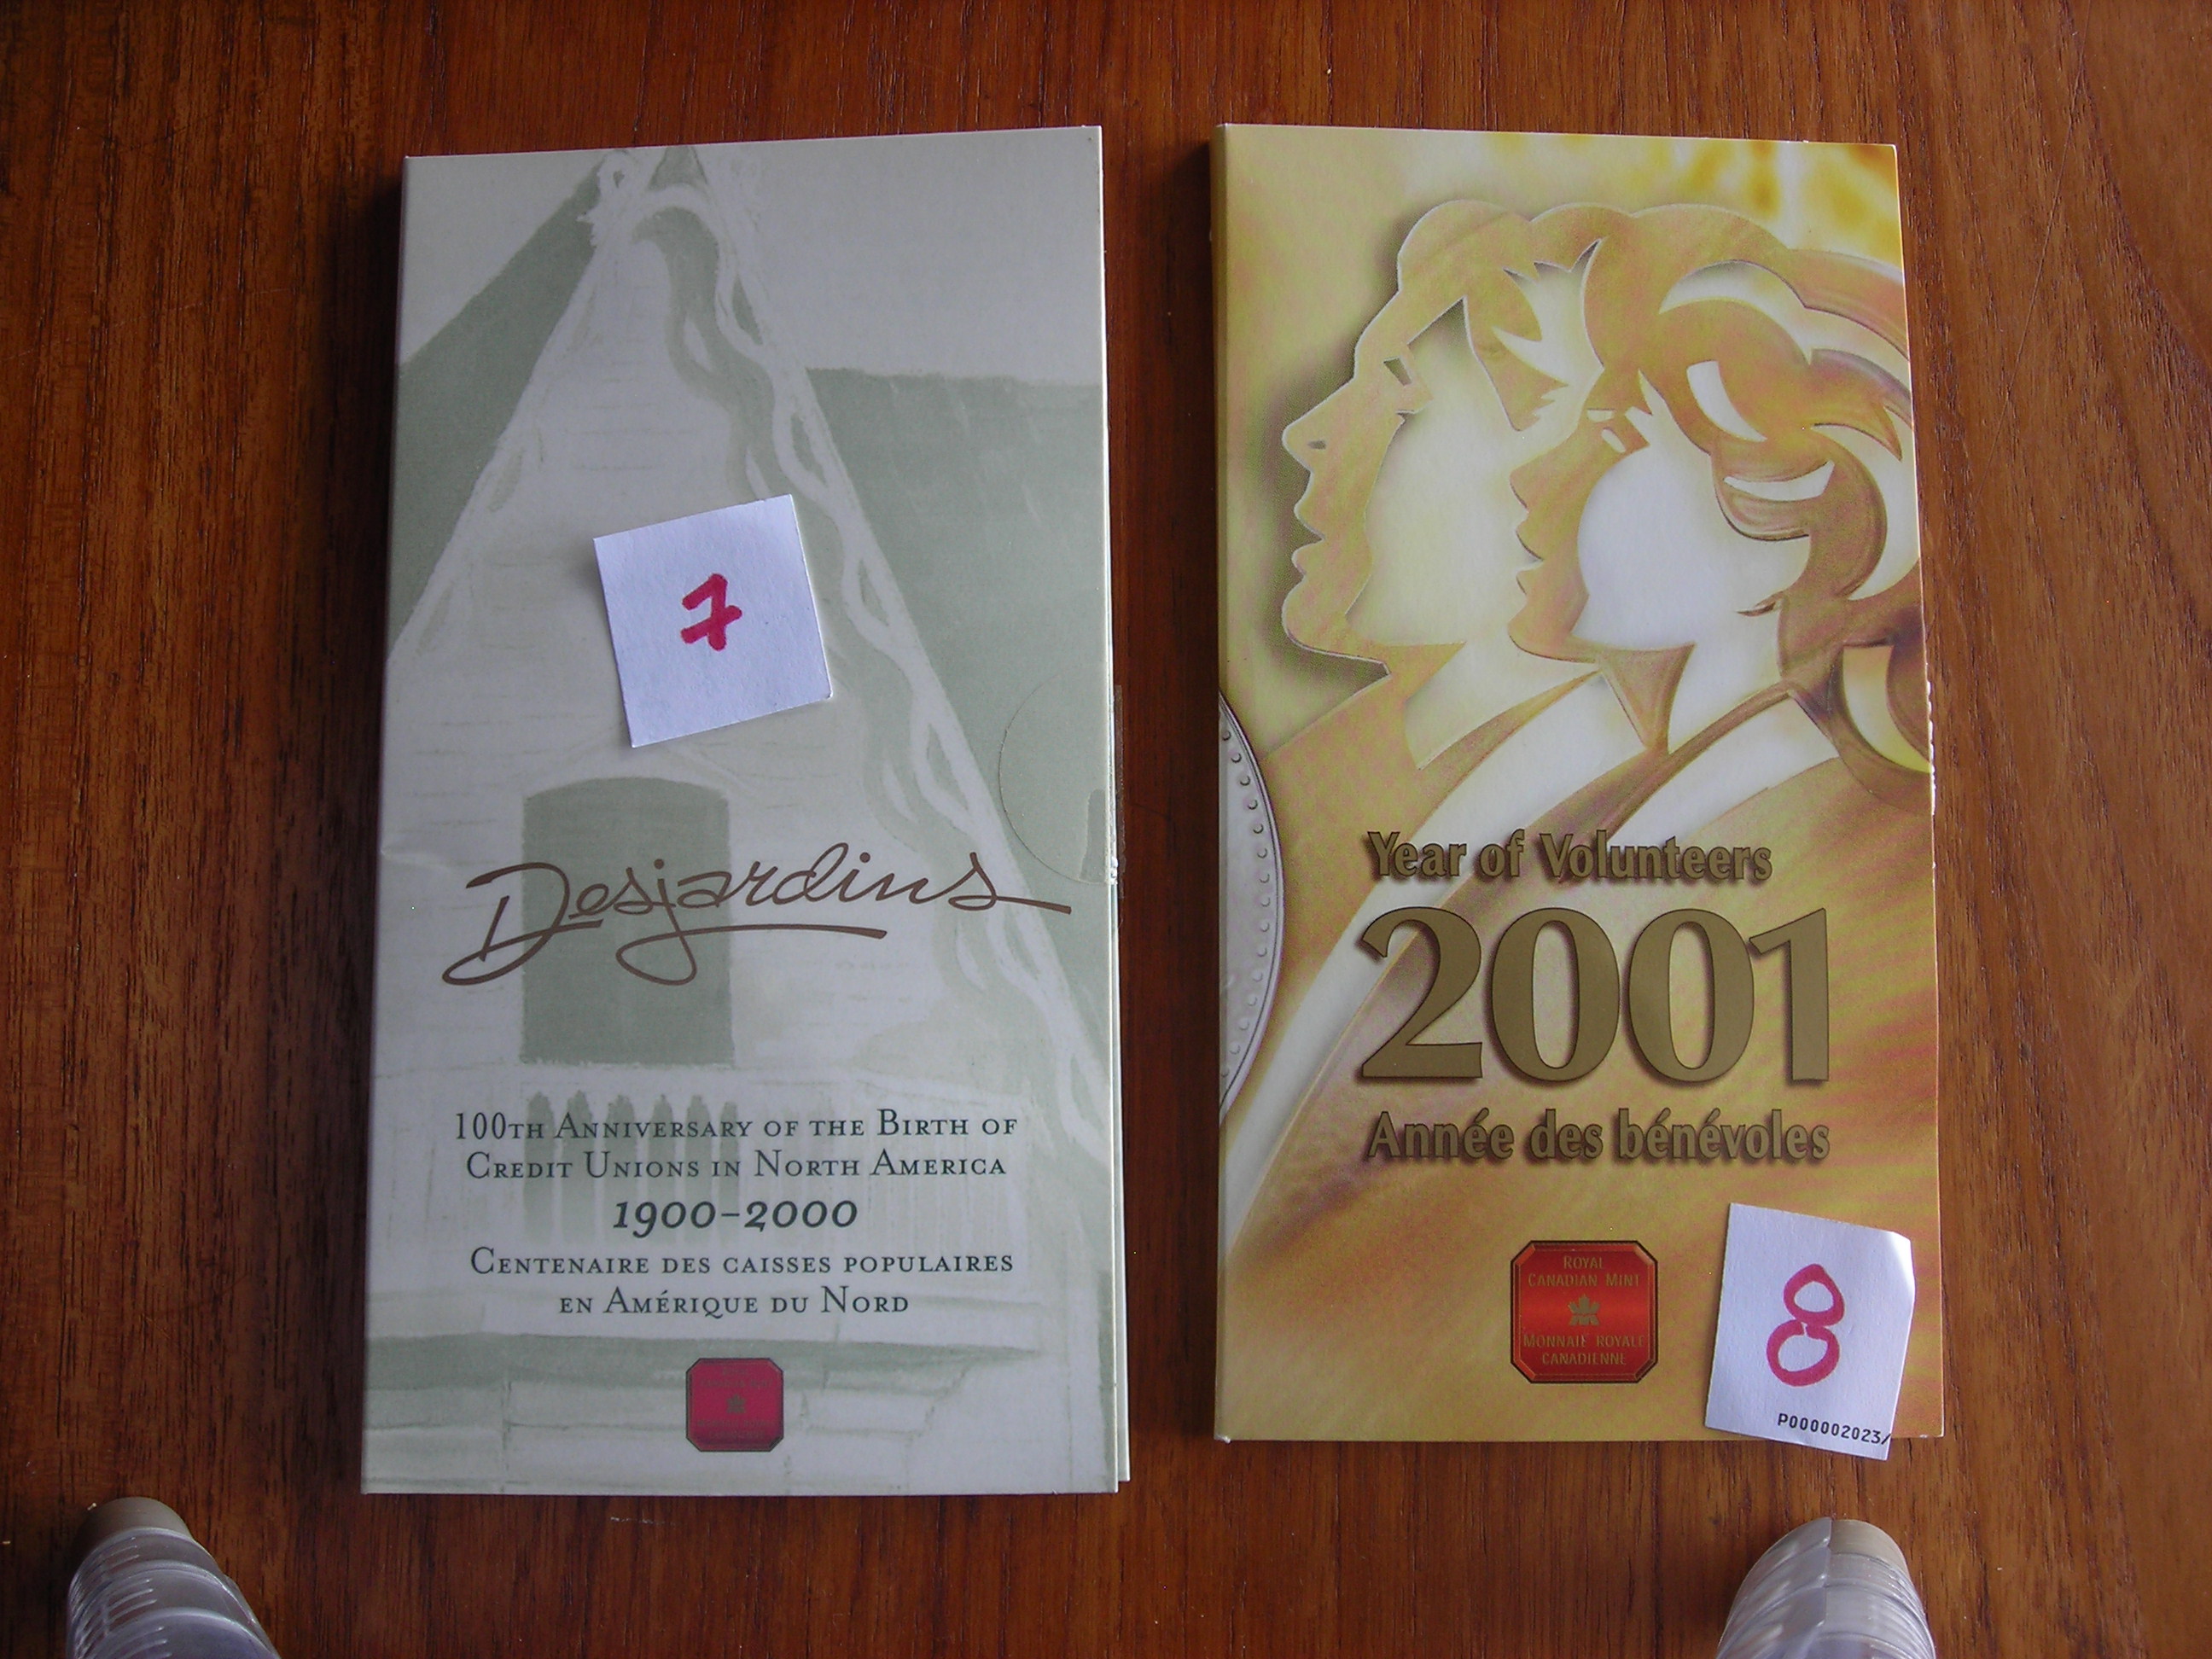 7
Desjardins
100th Anniversary of the Birth of
Credit Unions in North America
1900-2000
Centenaire des caisses populaires
en Amérique du Nord
Year of Volunteers
2001
Année des bénévoles
Royal
Canadian Mint
Monnaie royale
canadienne
8
P000002023/